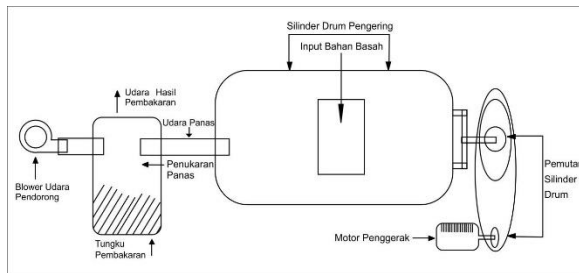 Silinder Drum Pengering
Input Bahan Basah
Udara Hasil
Pembakaran
Udara Panas
Penukaran
Panas
Blower Udara
Pendorong
Tungku
Pembakaran
Motor Penggerak
Pemutar
Silinder
Drum